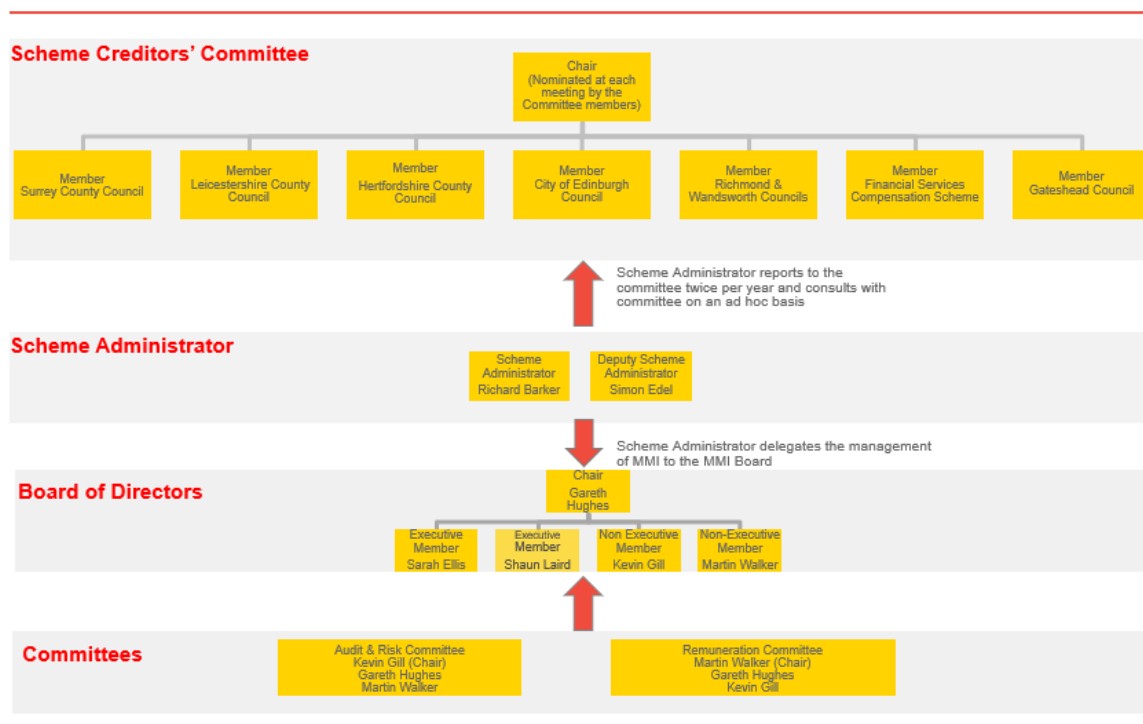 Scheme Creditors' Committee
Chair
(Nominated at each
meeting by the
Committee members)
Member
Surrey County Council
Member
Leicestershire County
Council
Member
Hertfordshire County
Council
Member
City of Edinburgh
Council
Member
Richmond &
Wandsworth Councils
Member
Financial Services
Compensation Scheme
Member
Gateshead Council
Scheme Administrator reports to the
committee twice per year and consults with
committee on an ad hoc basis
Scheme Administrator
Scheme
Administrator
Richard Barker
Deputy Scheme
Administrator
Simon Edel
Scheme Administrator delegates the management
of MMI to the MMI Board
Board of Directors
Chair
Gareth
Hughes
Executive
Member
Sarah Ellis
Executive
Member
Shaun Laird
Non Executive
Member
Kevin Gill
Non-Executive
Member
Martin Walker
Committees
Audit & Risk Committee
Kevin Gill (Chair)
Gareth Hughes
Martin Walker
Remuneration Committee
Martin Walker (Chair)
Gareth Hughes
Kevin Gill